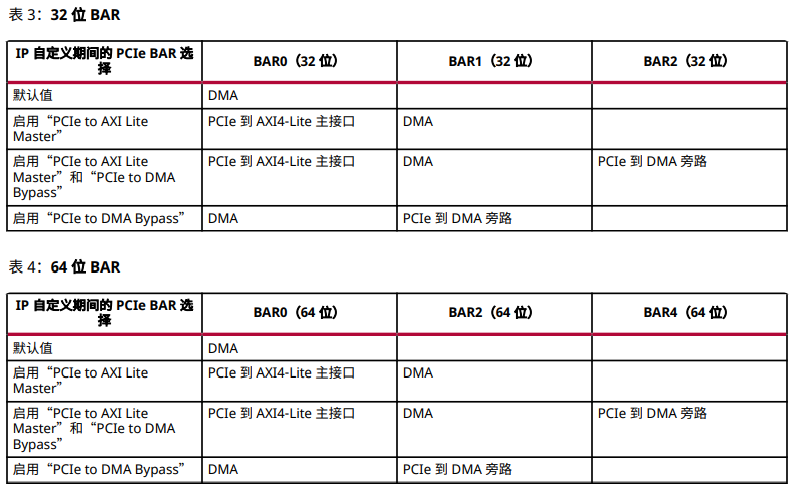 表 3：32 位 BAR
IP 自定义期间的 PCIe BAR 选
择
BAR0（32 位）
BAR1（32 位）
BAR2（32 位）
默认值
DMA
启用“PCIe to AXI Lite
Master”
PCIe 到 AXI4-Lite 主接口
DMA
启用“PCIe to AXI Lite
Master”和“PCIe to DMA
Bypass”
PCIe 到 AXI4-Lite 主接口
DMA
PCIe 到 DMA 旁路
启用“PCIe to DMA Bypass”
DMA
PCIe 到 DMA 旁路
表 4：64 位 BAR
IP 自定义期间的 PCIe BAR 选
择
BAR0（64 位）
BAR2（64 位）
BAR4（64 位）
默认值
DMA
启用“PCIe to AXI Lite
Master”
PCIe 到 AXI4-Lite 主接口
DMA
启用“PCIe to AXI Lite
Master”和“PCIe to DMA
Bypass”
PCIe 到 AXI4-Lite 主接口
DMA
PCIe 到 DMA 旁路
启用“PCIe to DMA Bypass”
DMA
PCIe 到 DMA 旁路